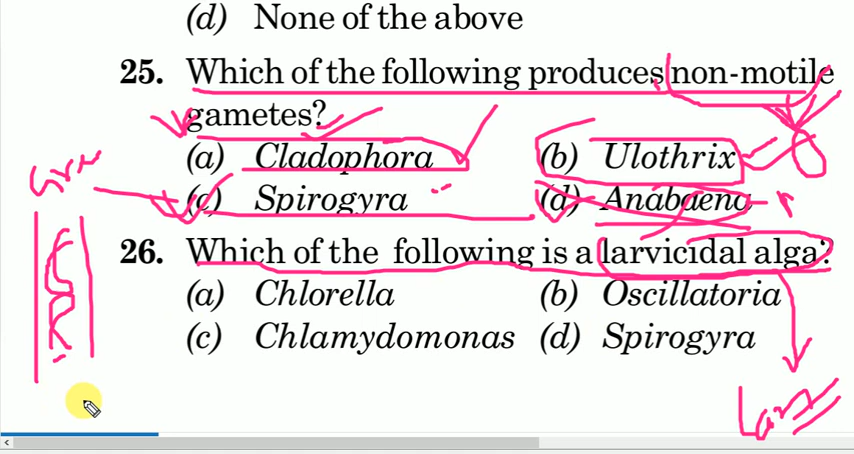 (d) None of the above
25. Which of the following produces non-motile
gametes?
(a) Cladophora (b) Ulothrix
(c) Spirogyra (d) Anabaena
26. Which of the following is a larvicidal alga?
(a) Chlorella (b) Oscillatoria
(c) Chlamydomonas (d) Spirogyra